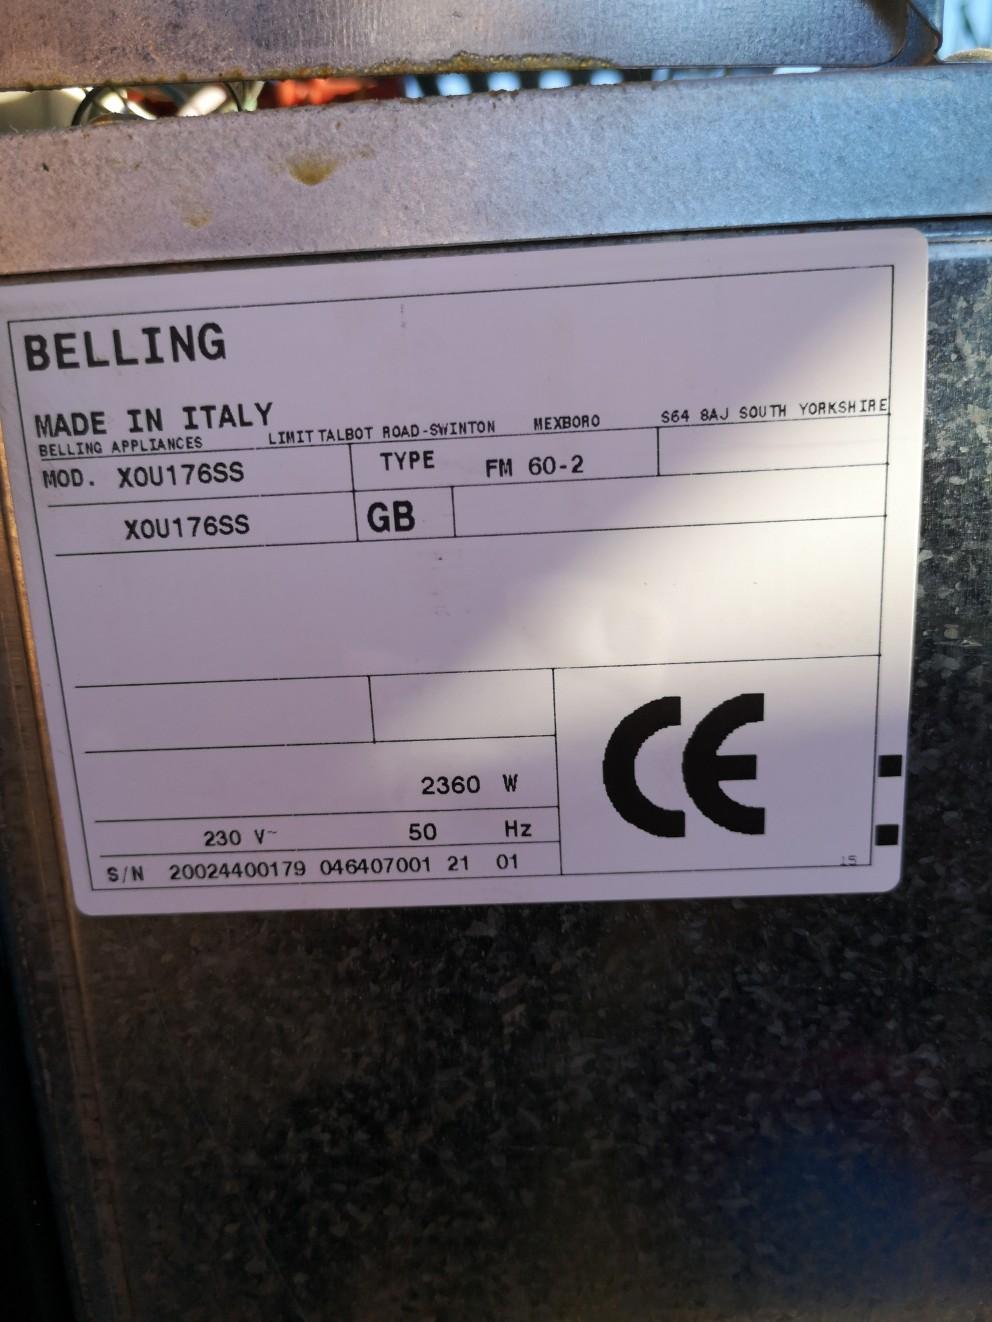 BELLING
MADE IN ITALY
BELLING APPLIANCES LIMIT TALBOT ROAD-SWINTON MEXBORO S64 8AJ SOUTH YORKSHIRE
MOD. XOU176SS TYPE FM 60-2
XOU176SS GB
CE
2360 W
230 V~ 50 Hz
S/N 20024400179 046407001 21 01
15